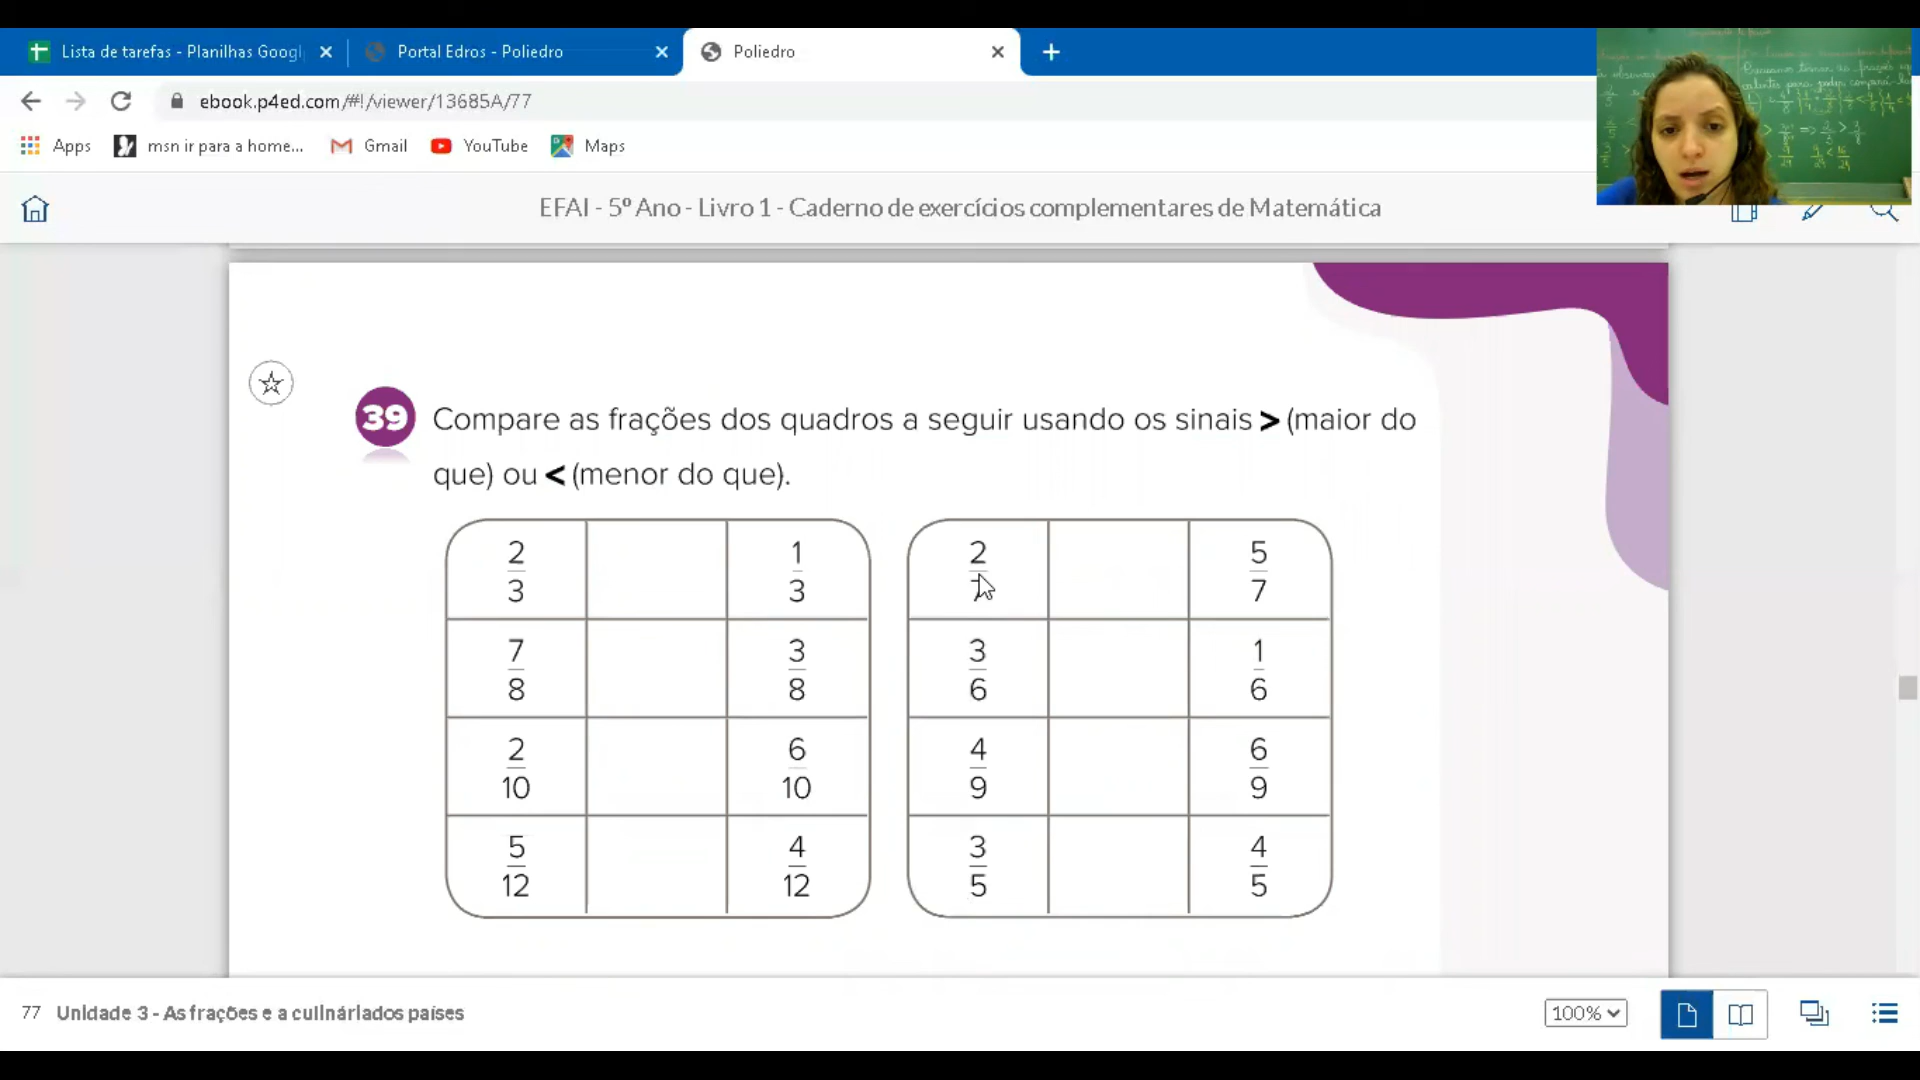 Lista de tarefas - Planilhas Googl
Portal Edros - Poliedro
Poliedro
ebook.p4ed.com/#!/viewer/13685A/77
Apps
msn ir para a home...
Gmail
YouTube
Maps
EFAI - 5º Ano - Livro 1 - Caderno de exercícios complementares de Matemática
39 Compare as frações dos quadros a seguir usando os sinais > (maior do
que) ou < (menor do que).
2/3 1/3
7/8 3/8
2/10 6/10
5/12 4/12
2/7 5/7
3/6 1/6
4/9 6/9
3/5 4/5
77 Unidade 3 - As frações e a culinária dos países
100%